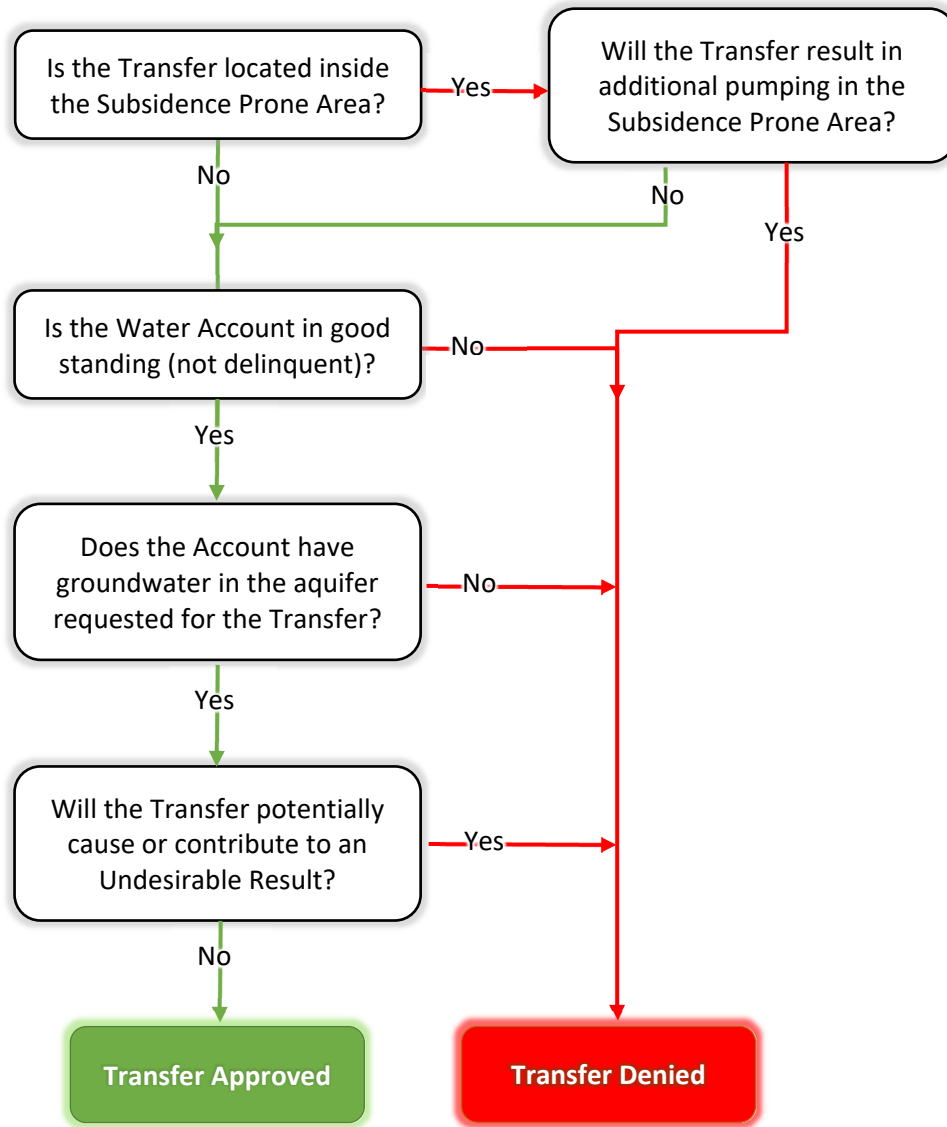 Is the Transfer located inside
the Subsidence Prone Area?
Yes
Will the Transfer result in
additional pumping in the
Subsidence Prone Area?
No
No
Yes
Is the Water Account in good
standing (not delinquent)?
No
Yes
Does the Account have
groundwater in the aquifer
requested for the Transfer?
No
Yes
Will the Transfer potentially
cause or contribute to an
Undesirable Result?
Yes
No
Transfer Approved
Transfer Denied